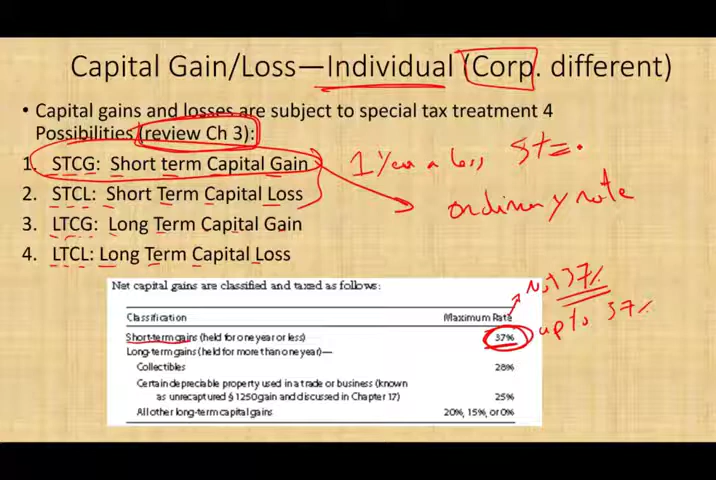 Capital Gain/Loss—Individual (Corp. different)
• Capital gains and losses are subject to special tax treatment 4
Possibilities (review Ch 3):
1. STCG: Short term Capital Gain
2. STCL: Short Term Capital Loss
3. LTCG: Long Term Capital Gain
4. LTCL: Long Term Capital Loss
1 Year or less ST=.
ordinary rate
Net capital gains are classified and taxed as follows:
Classification Maximum Rate
Short-term gains (held for one year or less) 37%
Long-term gains (held for more than one year)—
Collectibles 28%
Certain depreciable property used in a trade or business (known
as unrecaptured § 1250 gain and discussed in Chapter 17) 25%
All other long-term capital gains 20%, 15%, or 0%
Not 37%
up to 37%